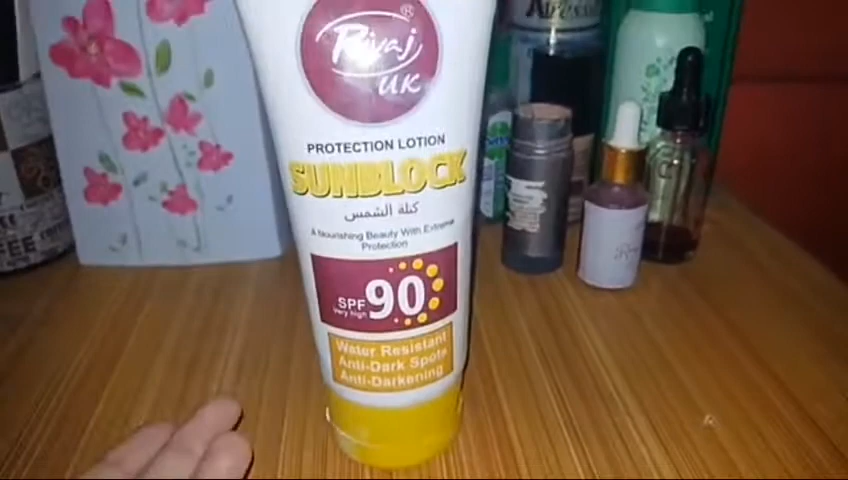 Rivaj
UK
®
PROTECTION LOTION
SUNBLOCK
كتلة الشمس
A Nourishing Beauty With Extreme
Protection
SPF
Very high
90
Water Resistant
Anti-Dark Spote
Anti-Darkening